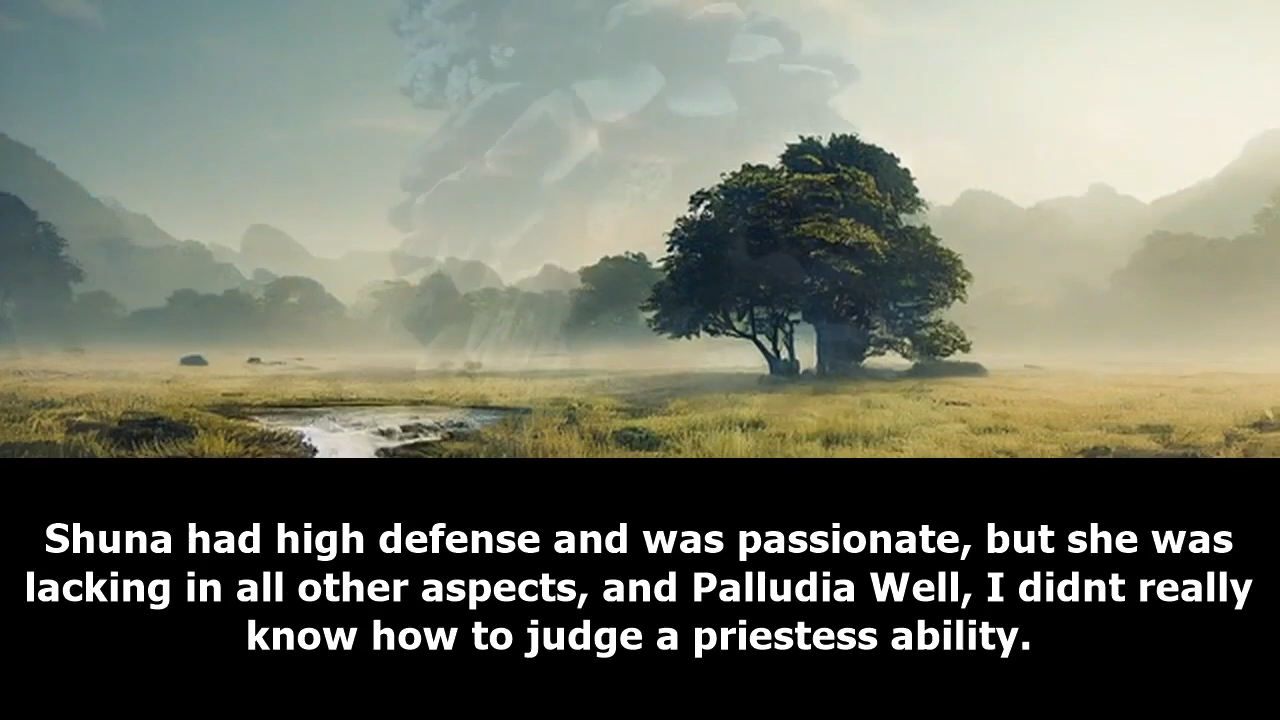 Shuna had high defense and was passionate, but she was
lacking in all other aspects, and Palludia Well, I didnt really
know how to judge a priestess ability.